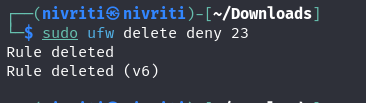 ┌──(nivriti㉿nivriti)-[~/Downloads]
└─$ sudo ufw delete deny 23
Rule deleted
Rule deleted (v6)